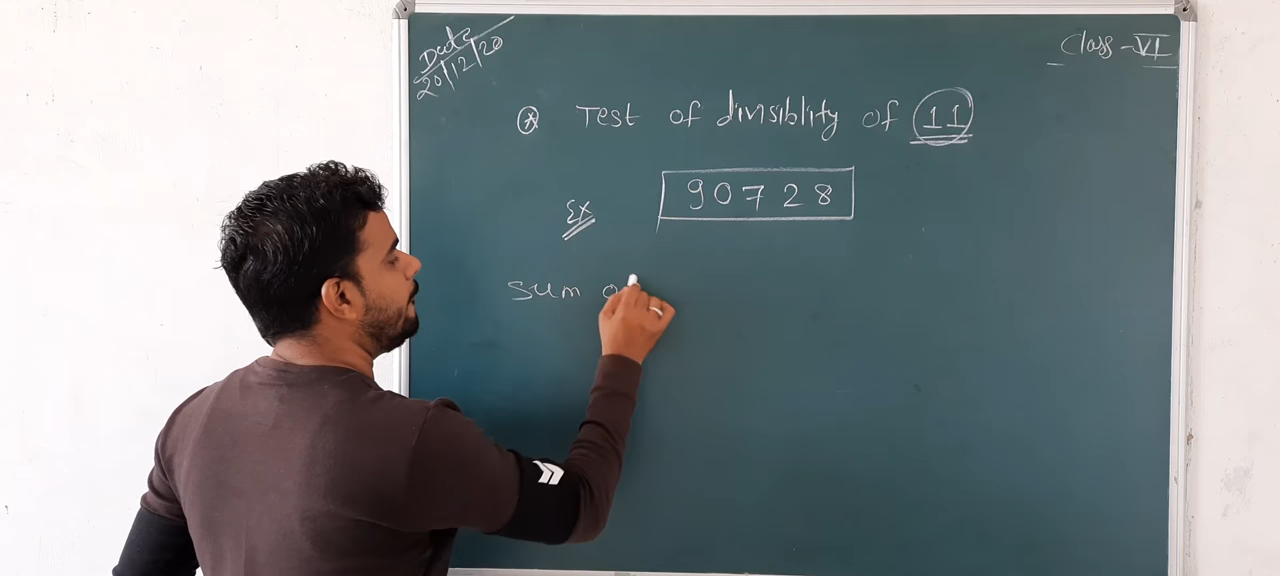 Date
20/12/20
Class - VI
* Test of divisiblity of 11
Ex 90728
Sum o